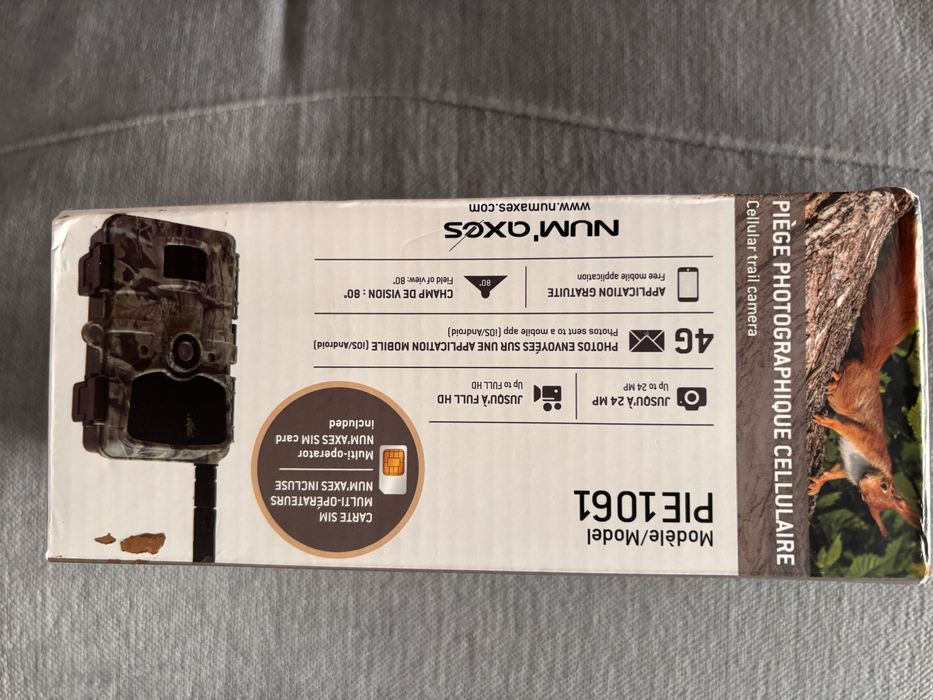 PIÈGE PHOTOGRAPHIQUE CELLULAIRE
Cellular trail camera
Modèle/Model
PIE1061
CARTE SIM
MULTI-OPÉRATEURS
NUM'AXES INCLUSE
Multi-operator
NUM'AXES SIM card
included
JUSQU'À 24 MP
Up to 24 MP
JUSQU'À FULL HD
Up to FULL HD
4G
PHOTOS ENVOYÉES SUR UNE APPLICATION MOBILE (iOS/Android)
Photos sent to a mobile app (iOS/Android)
APPLICATION GRATUITE
Free mobile application
80°
CHAMP DE VISION : 80°
Field of view: 80°
NUM'axes
www.numaxes.com